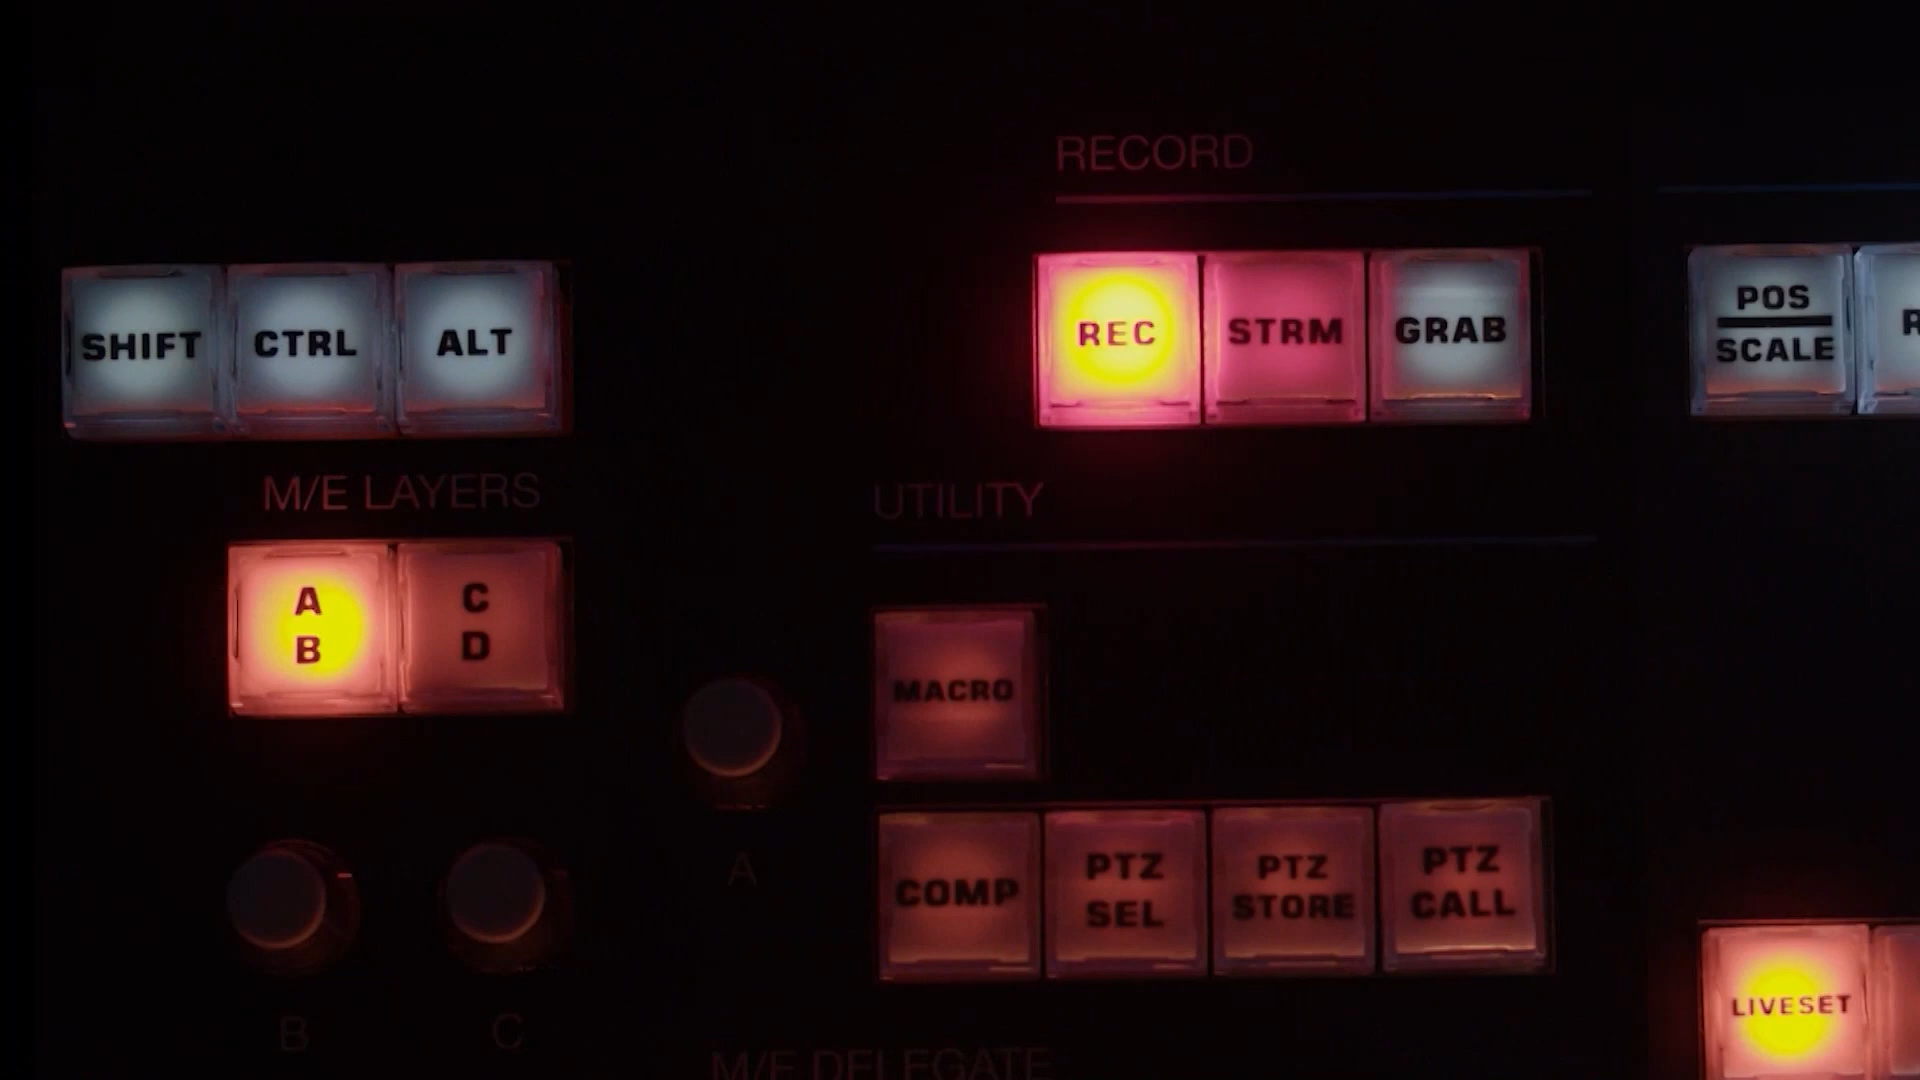 RECORD
SHIFT
CTRL
ALT
REC
STRM
GRAB
POS
SCALE
R
M/E LAYERS
UTILITY
A
B
C
D
MACRO
A
COMP
PTZ
SEL
PTZ
STORE
PTZ
CALL
B
C
LIVESET
M/E DELEGATE